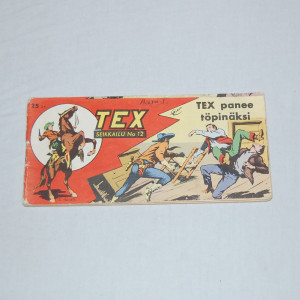 TEX
SEIKKAILU No 12
TEX panee
töpinäksi